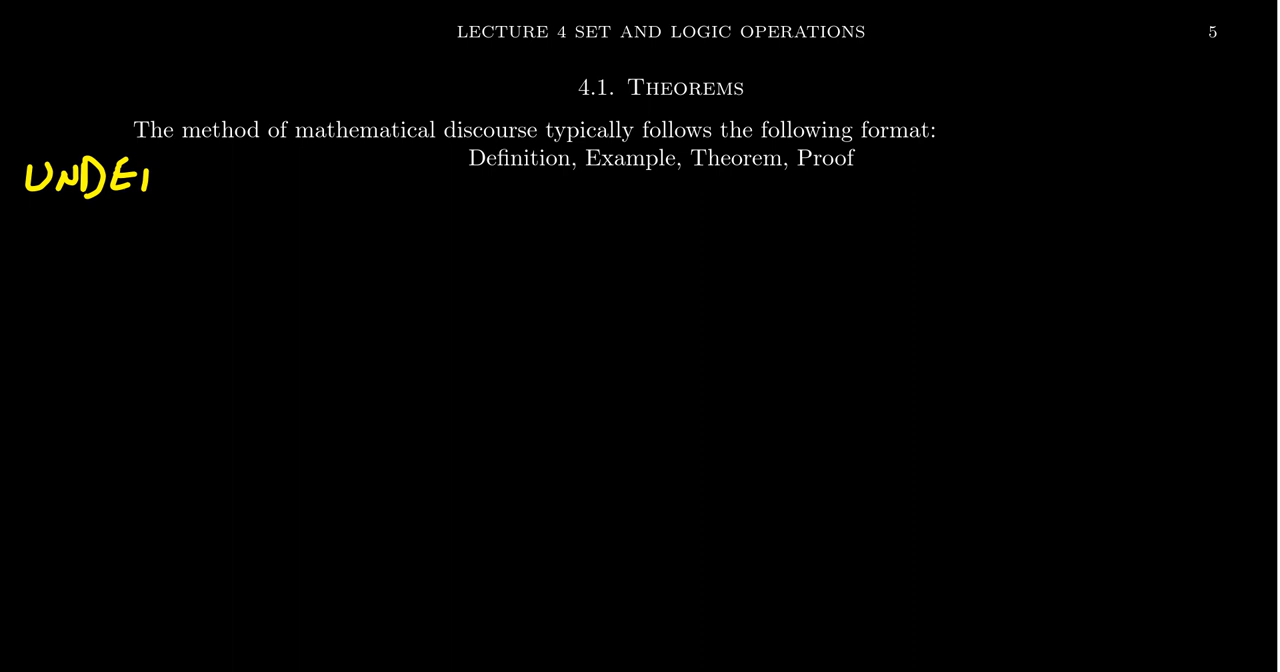 LECTURE 4 SET AND LOGIC OPERATIONS 5
4.1. THEOREMS
The method of mathematical discourse typically follows the following format:
Definition, Example, Theorem, Proof
UNDEI